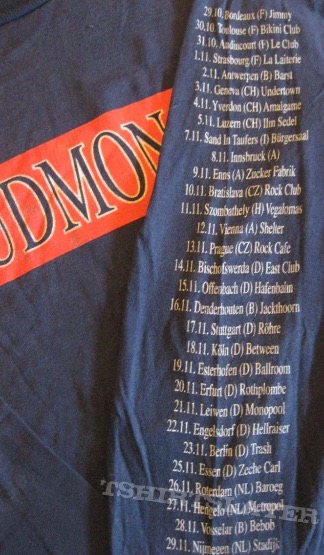 29.10. Bordeaux (F) Jimmy
30.10. Toulouse (F) Bikini Club
31.10. Audincourt (F) Le Club
1.11. Strasbourg (F) La Laiterie
2.11. Antwerpen (B) Barst
3.11. Geneva (CH) Undertown
4.11. Yverdon (CH) Amalgame
5.11. Luzern (CH) Ilm Sedel
7.11. Sand In Taufers (I) Bürgersaal
8.11. Innsbruck (A)
9.11. Enns (A) Zucker Fabrik
10.11. Bratislava (CZ) Rock Club
11.11. Szombathely (H) Vegalomas
12.11. Vienna (A) Shelter
13.11. Prague (CZ) Rock Cafe
14.11. Bischofswerda (D) East Club
15.11. Offenbach (D) Hafenbahn
16.11. Denderhouten (B) Jackthoorn
17.11. Stuttgart (D) Röhre
18.11. Köln (D) Between
19.11. Esterhofen (D) Ballroom
20.11. Erfurt (D) Rothplombe
21.11. Leiwen (D) Monopool
22.11. Engelsdorf (D) Hellraiser
23.11. Berlin (D) Trash
25.11. Essen (D) Zeche Carl
26.11. Roterdam (NL) Baroeg
27.11. Hengelo (NL) Metropol
28.11. Vosselar (B) Bebob
29.11. Nijmegen (NL) Stadijk
UDMON